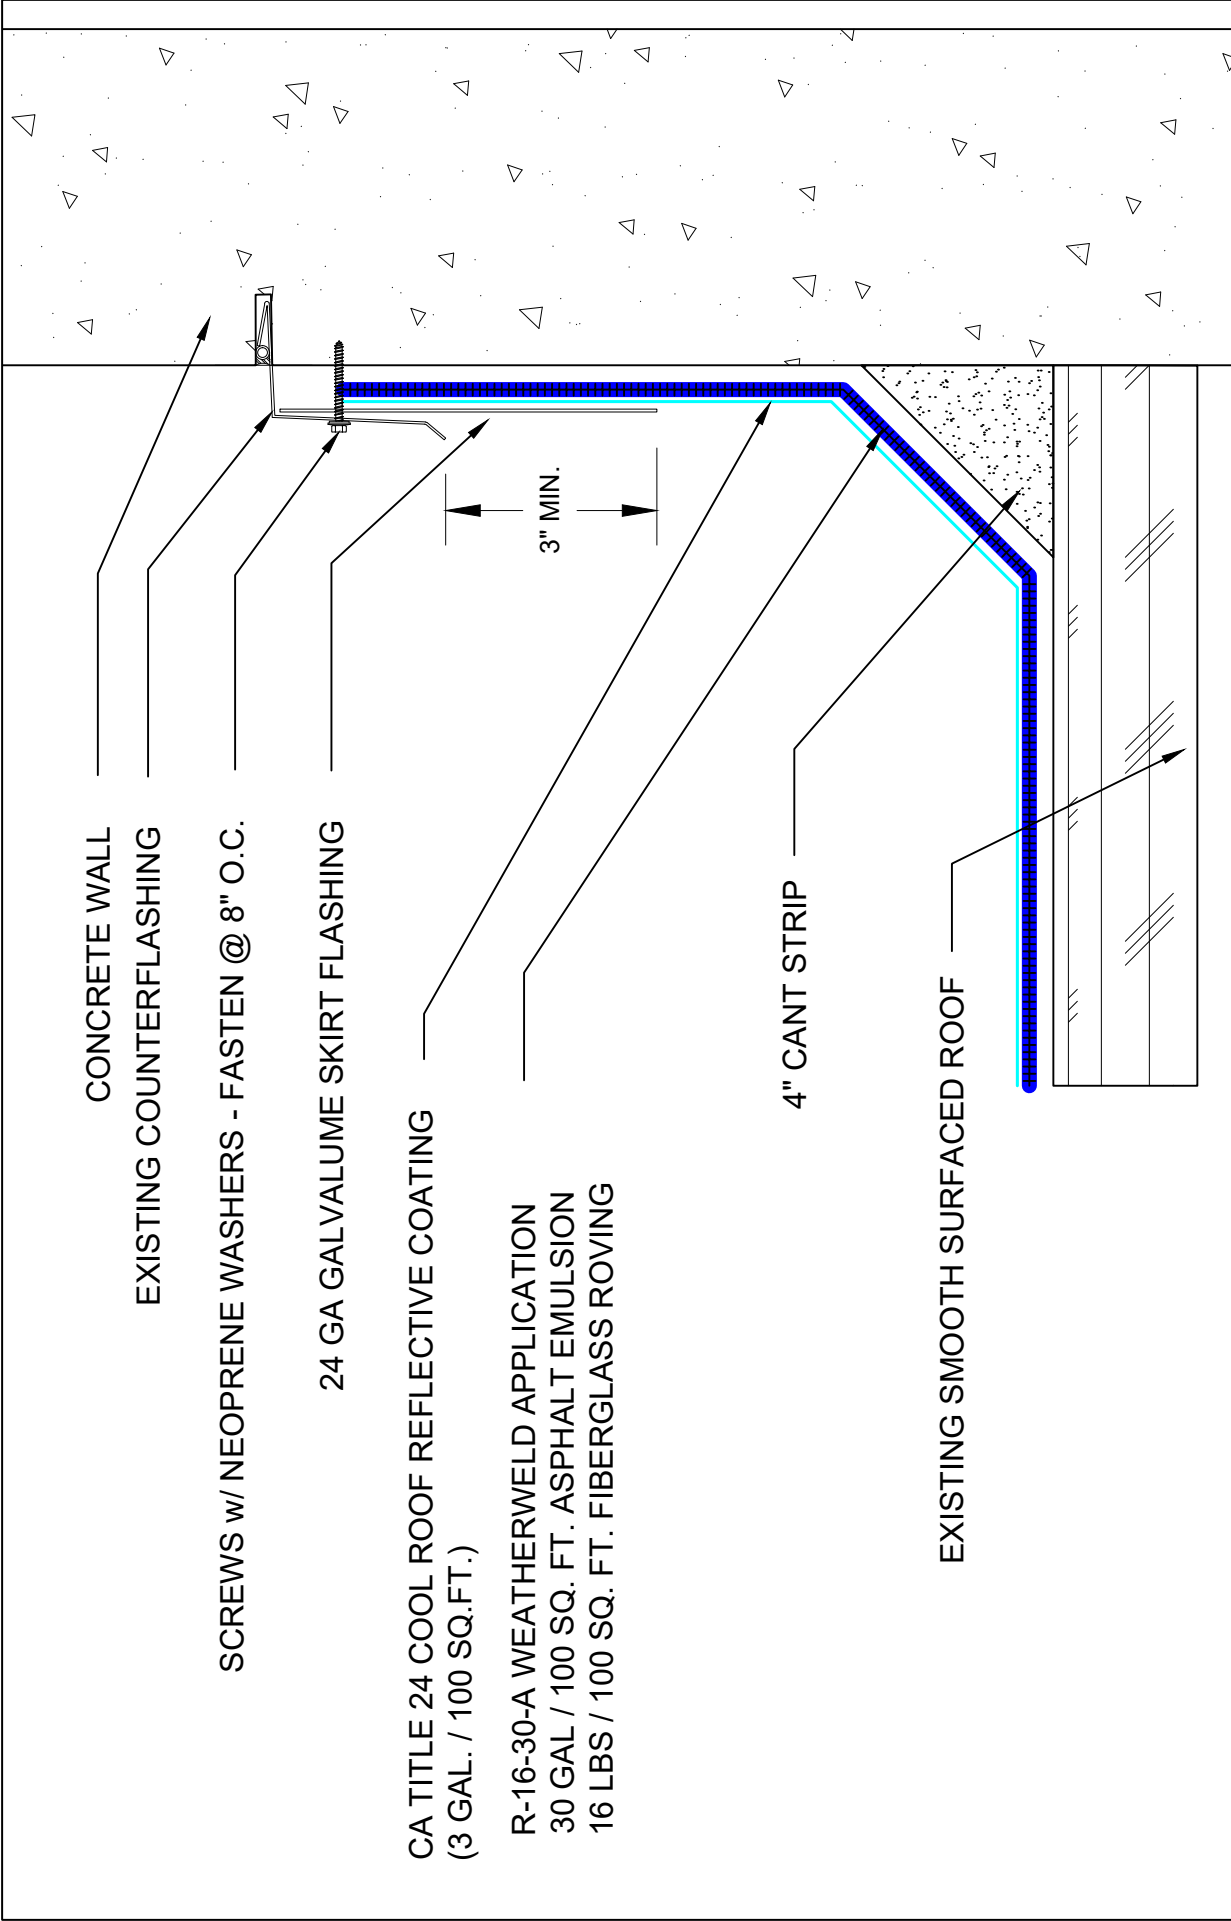 CONCRETE WALL
EXISTING COUNTERFLASHING
SCREWS w/ NEOPRENE WASHERS - FASTEN @ 8" O.C.
24 GA GALVALUME SKIRT FLASHING
3" MIN.
CA TITLE 24 COOL ROOF REFLECTIVE COATING
(3 GAL. / 100 SQ.FT.)
R-16-30-A WEATHERWELD APPLICATION
30 GAL / 100 SQ. FT. ASPHALT EMULSION
16 LBS / 100 SQ. FT. FIBERGLASS ROVING
4" CANT STRIP
EXISTING SMOOTH SURFACED ROOF